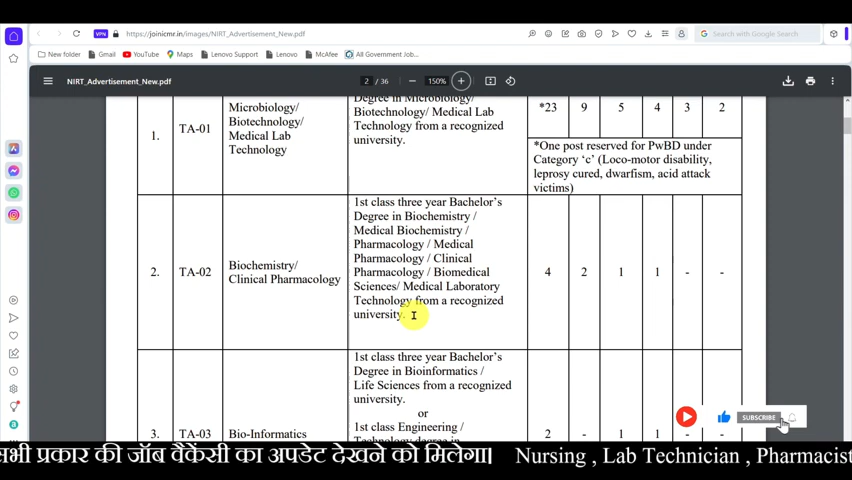 VPN
https://joinicmr.in/images/NIRT_Advertisement_New.pdf
Search with Google
New folder
Gmail
YouTube
Maps
Lenovo Support
Lenovo
McAfee
All Government Job...
NIRT_Advertisement_New.pdf
2 / 36
150%
1.
TA-01
Microbiology/
Biotechnology/
Medical Lab
Technology
Degree in Microbiology/
Biotechnology/ Medical Lab
Technology from a recognized
university.
*23 9 5 4 3 2
*One post reserved for PwBD under
Category ‘c’ (Loco-motor disability,
leprosy cured, dwarfism, acid attack
victims)
2.
TA-02
Biochemistry/
Clinical Pharmacology
1st class three year Bachelor’s
Degree in Biochemistry /
Medical Biochemistry /
Pharmacology / Medical
Pharmacology / Clinical
Pharmacology / Biomedical
Sciences/ Medical Laboratory
Technology from a recognized
university.
4 2 1 1 - -
3.
TA-03
Bio-Informatics
1st class three year Bachelor’s
Degree in Bioinformatics /
Life Sciences from a recognized
university.
or
1st class Engineering /
Technology degree in
2 - 1 1 - -
SUBSCRIBE
सभी प्रकार की जॉब वैकेंसी का अपडेट देखने को मिलेगा। Nursing , Lab Technician , Pharmacist